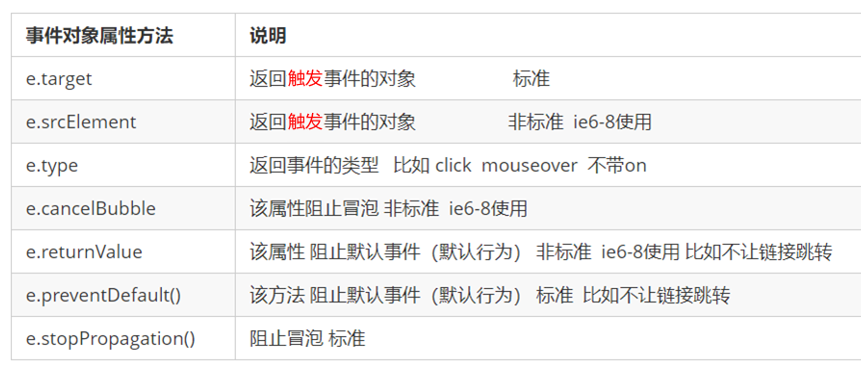 事件对象属性方法 说明
e.target 返回触发事件的对象 标准
e.srcElement 返回触发事件的对象 非标准 ie6-8使用
e.type 返回事件的类型 比如 click mouseover 不带on
e.cancelBubble 该属性阻止冒泡 非标准 ie6-8使用
e.returnValue 该属性 阻止默认事件（默认行为） 非标准 ie6-8使用 比如不让链接跳转
e.preventDefault() 该方法 阻止默认事件（默认行为） 标准 比如不让链接跳转
e.stopPropagation() 阻止冒泡 标准